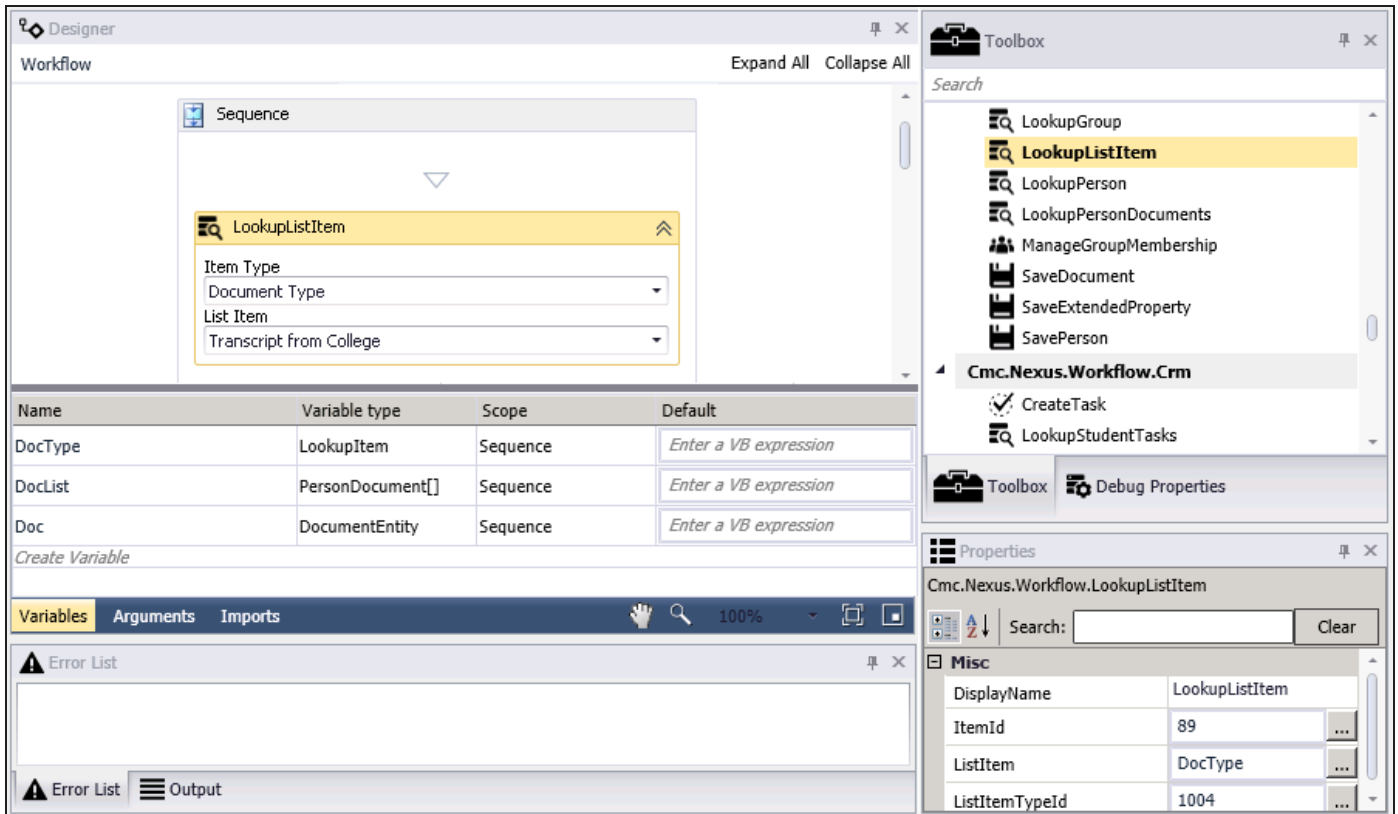 Designer
Workflow
Expand All Collapse All
Sequence
LookupListItem
Item Type
Document Type
List Item
Transcript from College
Name Variable type Scope Default
DocType LookupItem Sequence Enter a VB expression
DocList PersonDocument[] Sequence Enter a VB expression
Doc DocumentEntity Sequence Enter a VB expression
Create Variable
Variables Arguments Imports 100%
Error List
Error List Output
Toolbox
Search
LookupGroup
LookupListItem
LookupPerson
LookupPersonDocuments
ManageGroupMembership
SaveDocument
SaveExtendedProperty
SavePerson
Cmc.Nexus.Workflow.Crm
CreateTask
LookupStudentTasks
Toolbox Debug Properties
Properties
Cmc.Nexus.Workflow.LookupListItem
A Z Search: Clear
Misc
DisplayName LookupListItem
ItemId 89 ...
ListItem DocType ...
ListItemTypeId 1004 ...